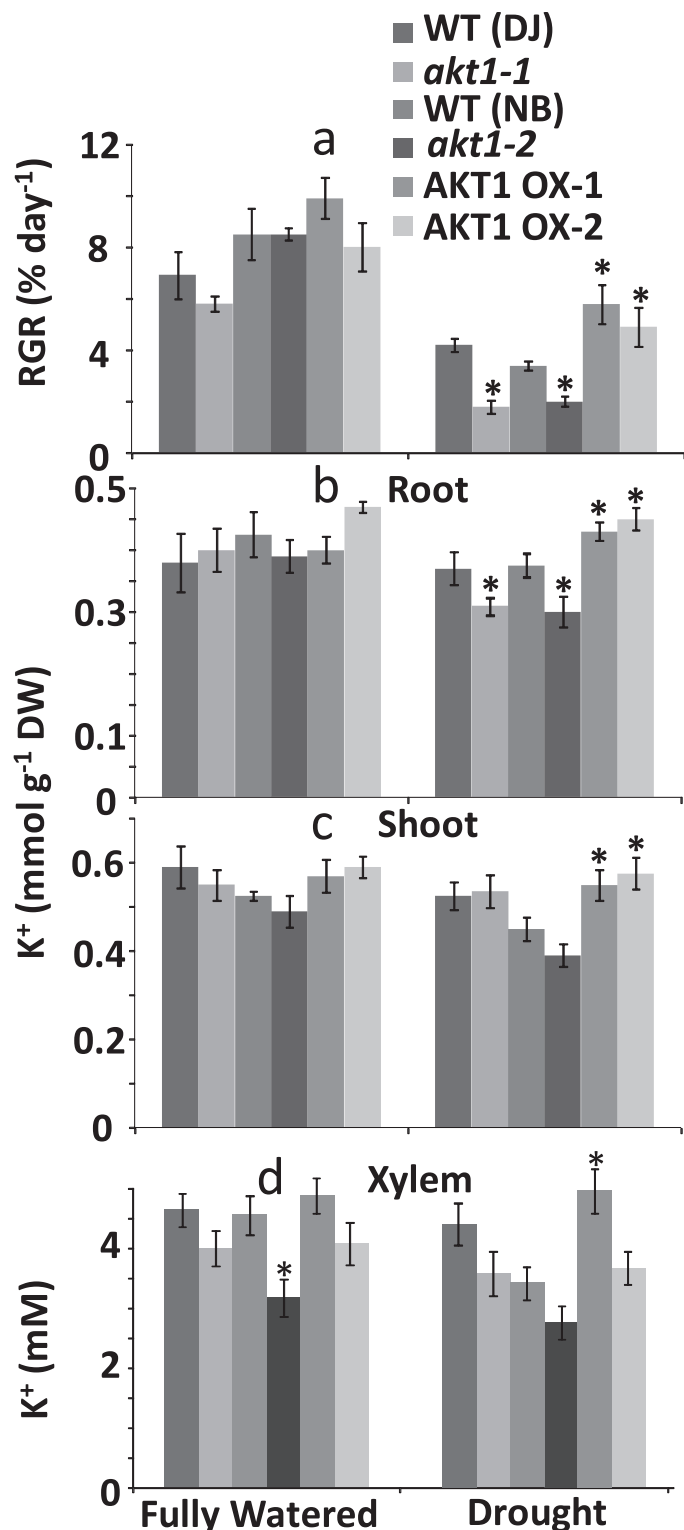 WT (DJ)
akt1-1
WT (NB)
akt1-2
AKT1 OX-1
AKT1 OX-2
RGR (% day⁻¹)
12
8
4
0
a
*
*
*
*
b Root
0.5
0.3
0.1
0
*
*
*
*
K⁺ (mmol g⁻¹ DW)
c Shoot
0.6
0.4
0.2
0
*
*
d Xylem
K⁺ (mM)
4
2
0
*
*
Fully Watered Drought